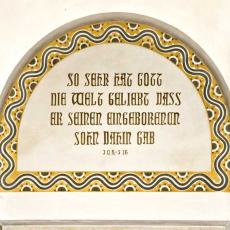 SO SEHR HAT GOTT
DIE WELT GELIEBT DASS
ER SEINEN EINGEBORENEN
SOHN DAHIN GAB
JOH. 3 16